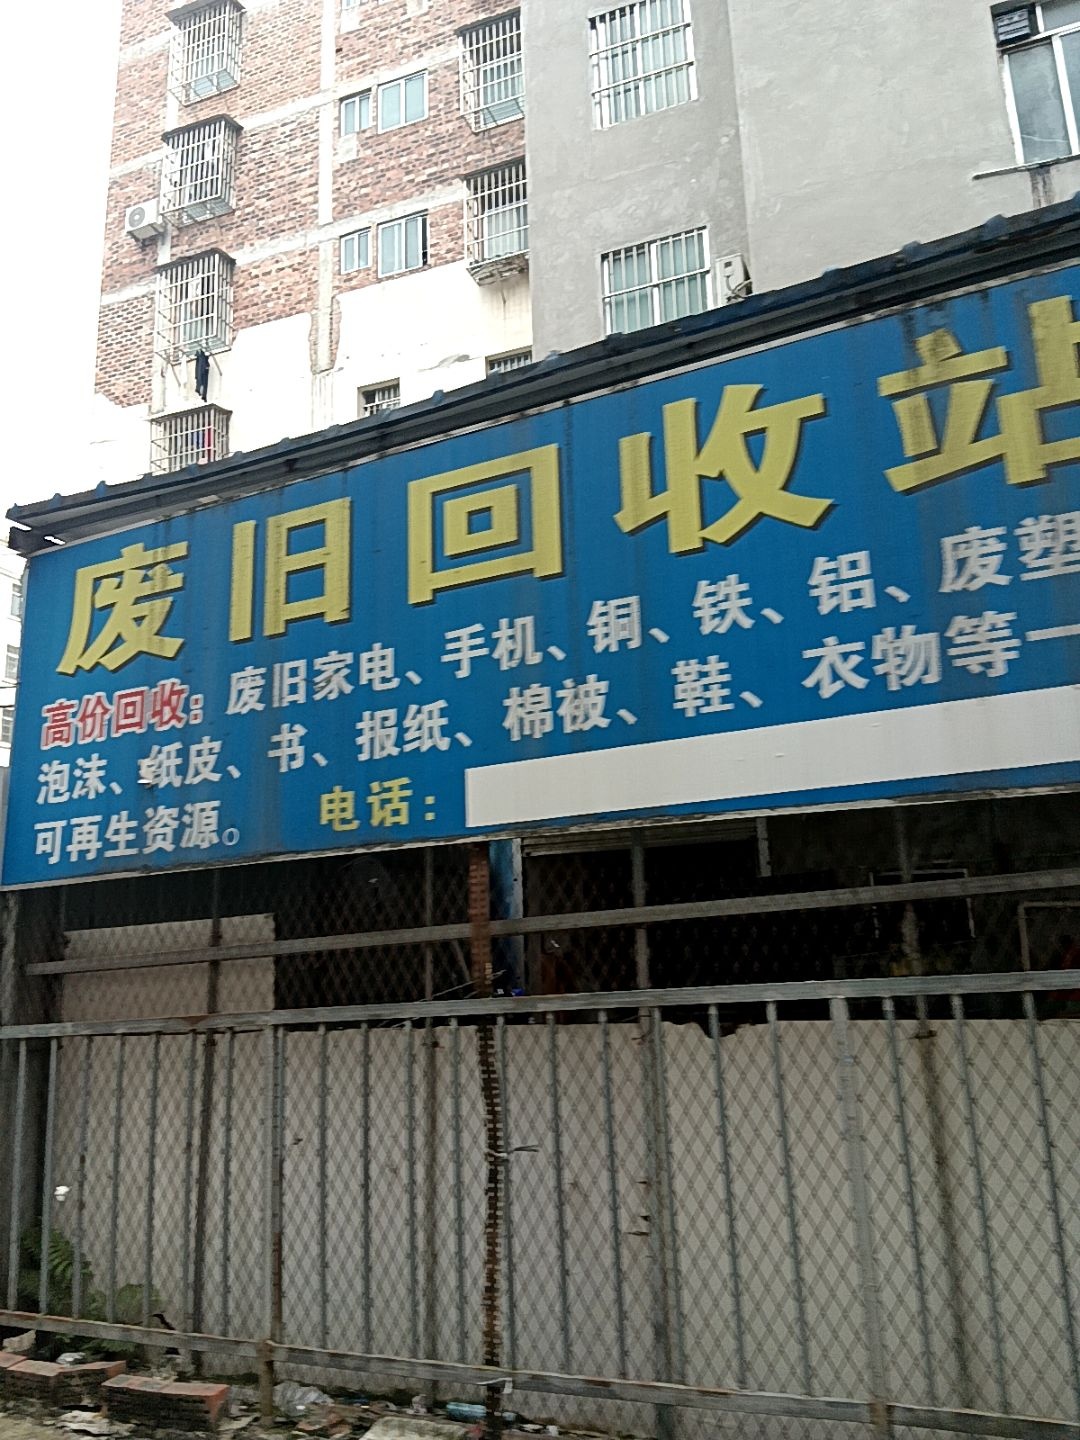 废旧回收站
高价回收：废旧家电、手机、铜、铁、铝、废塑
泡沫、纸皮、书、报纸、棉被、鞋、衣物等一
可再生资源。 电话：